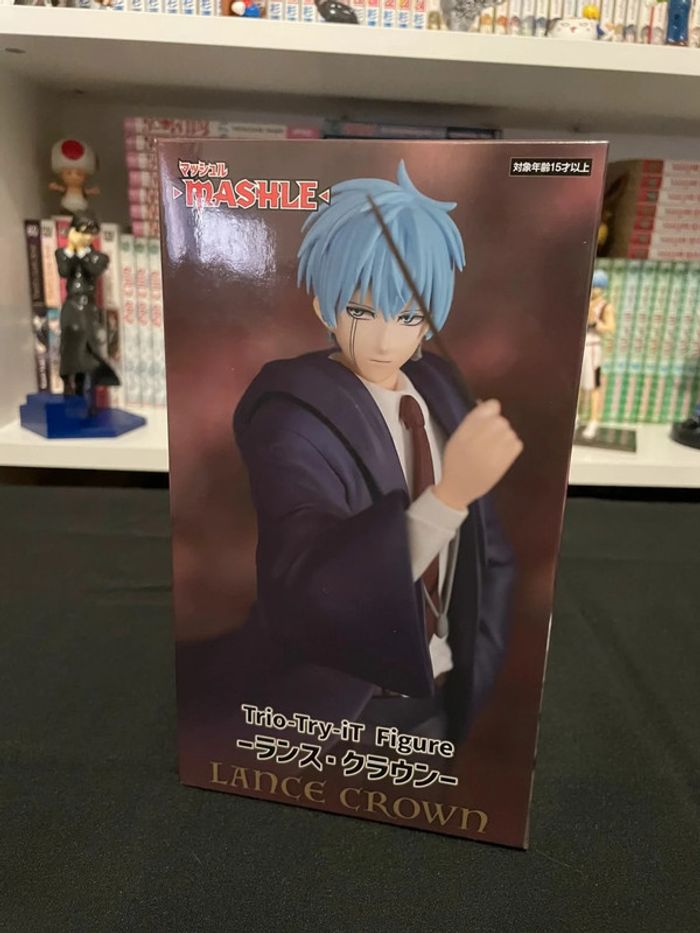 マッシュル
MASHLE
対象年齢15才以上
Trio-Try-iT Figure
-ランス・クラウン-
LANCE CROWN